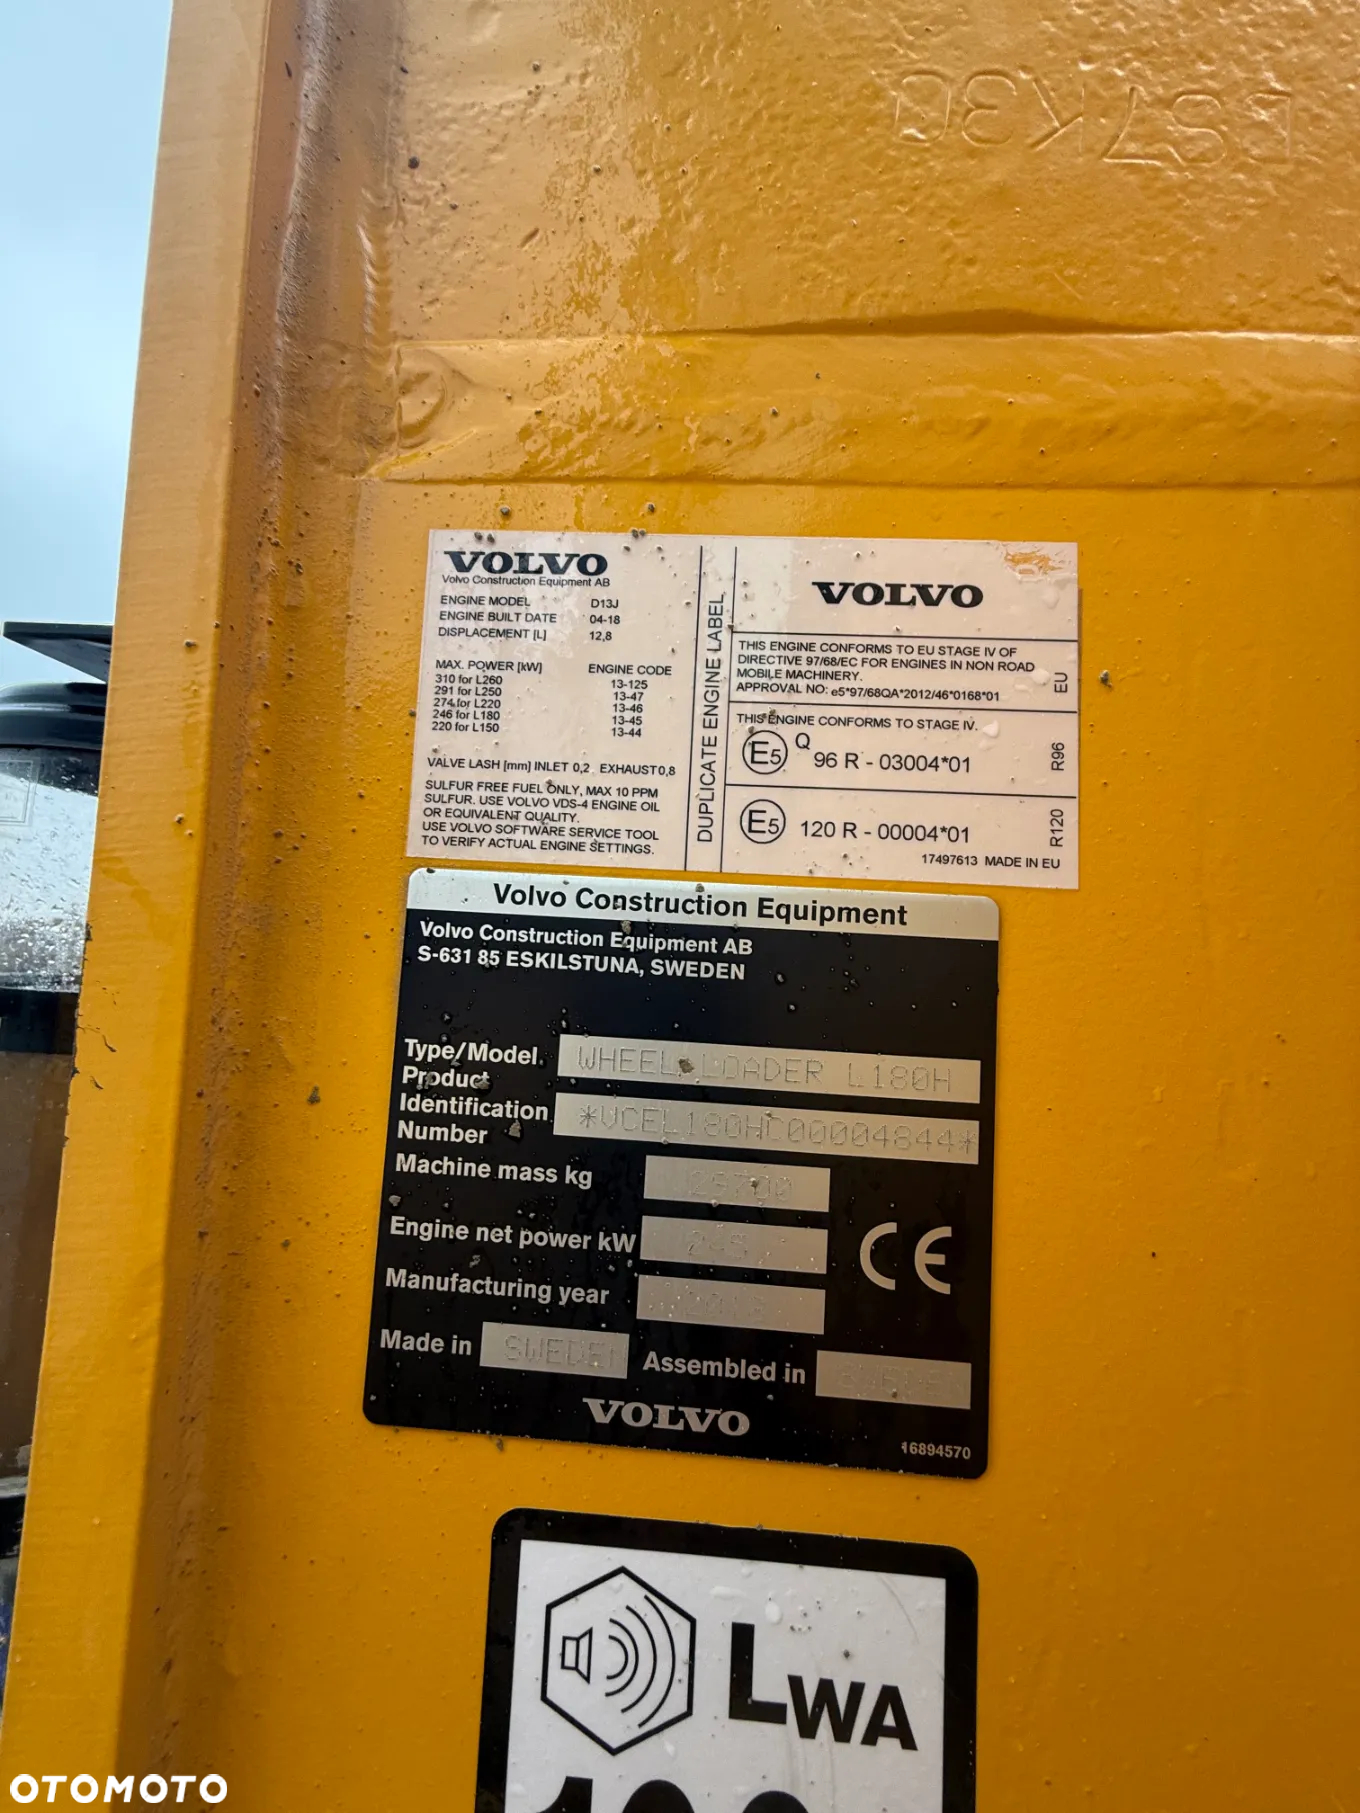 VOLVO
Volvo Construction Equipment AB
ENGINE MODEL D13J
ENGINE BUILT DATE 04-18
DISPLACEMENT [L] 12,8
MAX. POWER [kW] ENGINE CODE
310 for L260 13-125
291 for L250 13-47
274 for L220 13-46
246 for L180 13-45
220 for L150 13-44
VALVE LASH [mm] INLET 0,2 EXHAUST 0,8
SULFUR FREE FUEL ONLY, MAX 10 PPM
SULFUR. USE VOLVO VDS-4 ENGINE OIL
OR EQUIVALENT QUALITY.
USE VOLVO SOFTWARE SERVICE TOOL
TO VERIFY ACTUAL ENGINE SETTINGS.
DUPLICATE ENGINE LABEL
VOLVO
THIS ENGINE CONFORMS TO EU STAGE IV OF
DIRECTIVE 97/68/EC FOR ENGINES IN NON ROAD
MOBILE MACHINERY.
APPROVAL NO: e5*97/68QA*2012/46*0168*01
EU
THIS ENGINE CONFORMS TO STAGE IV.
E5 Q 96 R - 03004*01
R96
E5 120 R - 00004*01
R120
17497613 MADE IN EU
Volvo Construction Equipment
Volvo Construction Equipment AB
S-631 85 ESKILSTUNA, SWEDEN
Type/Model WHEEL LOADER L180H
Product
Identification
Number *VCEL180HC00004844*
Machine mass kg
Engine net power kW
Manufacturing year
Made in SWEDEN Assembled in SWEDEN
CE
VOLVO
16894570
LWA
OTOMOTO